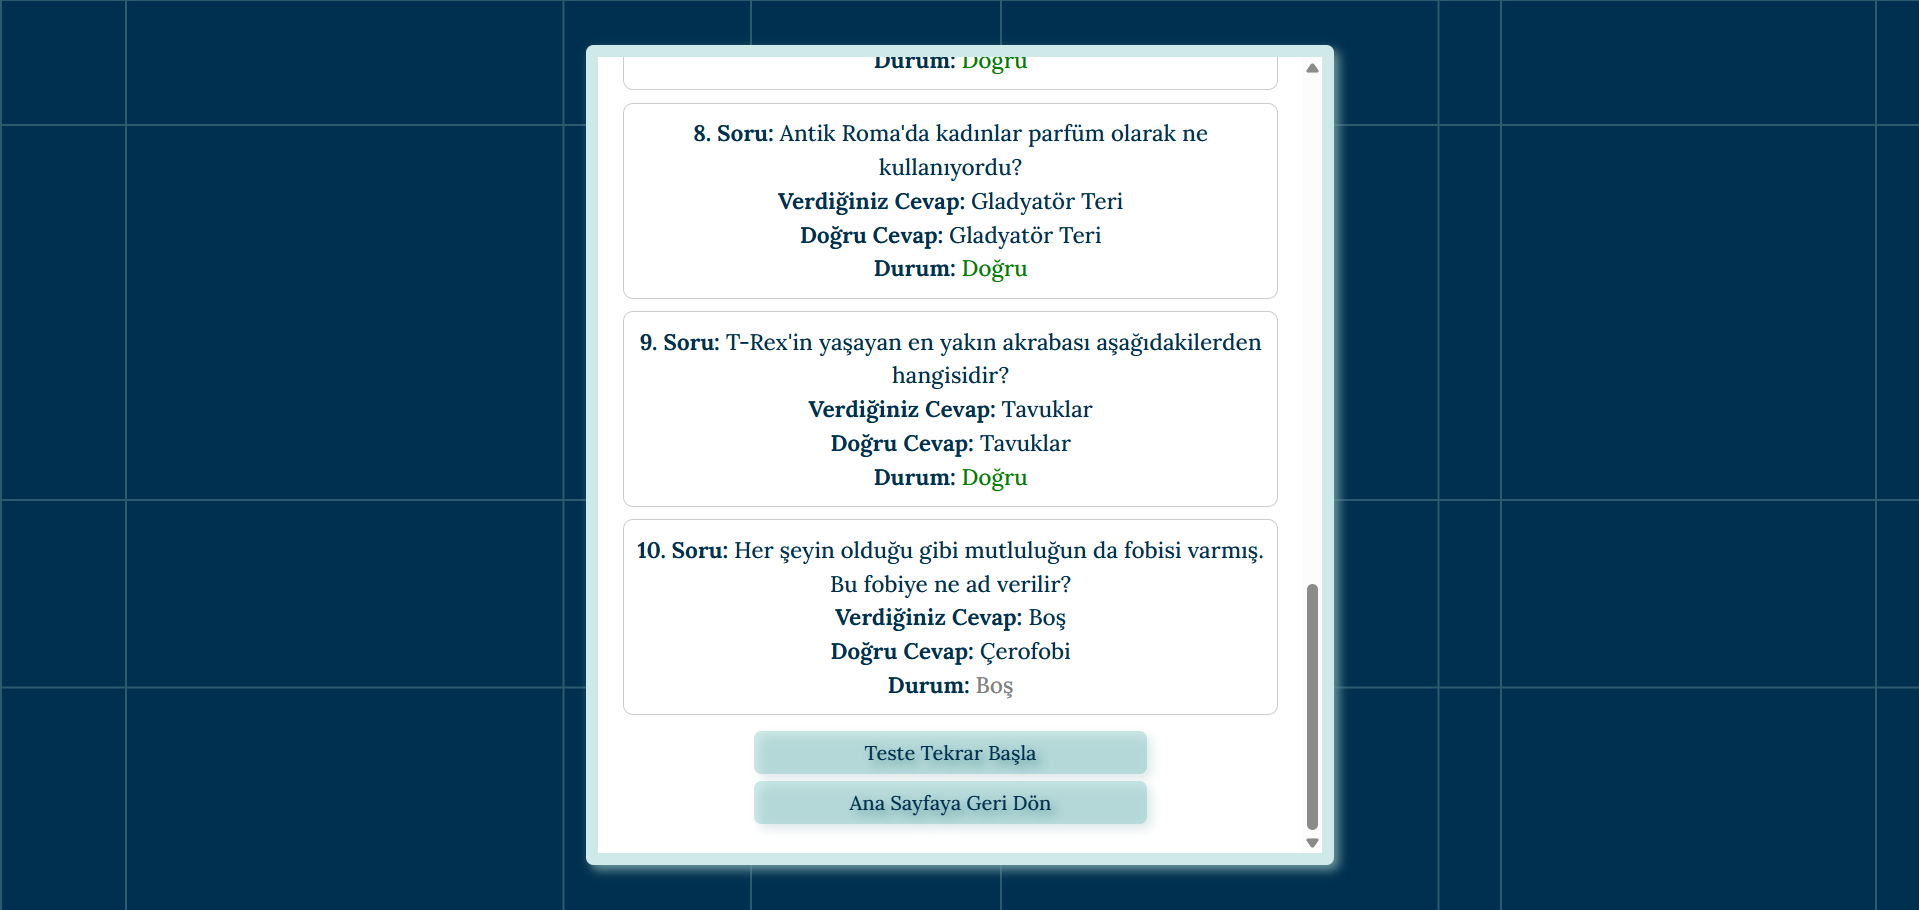 Durum: Doğru
8. Soru: Antik Roma'da kadınlar parfüm olarak ne
kullanıyordu?
Verdiğiniz Cevap: Gladyatör Teri
Doğru Cevap: Gladyatör Teri
Durum: Doğru
9. Soru: T-Rex'in yaşayan en yakın akrabası aşağıdakilerden
hangisidir?
Verdiğiniz Cevap: Tavuklar
Doğru Cevap: Tavuklar
Durum: Doğru
10. Soru: Her şeyin olduğu gibi mutluluğun da fobisi varmış.
Bu fobiye ne ad verilir?
Verdiğiniz Cevap: Boş
Doğru Cevap: Çerofobi
Durum: Boş
Teste Tekrar Başla
Ana Sayfaya Geri Dön